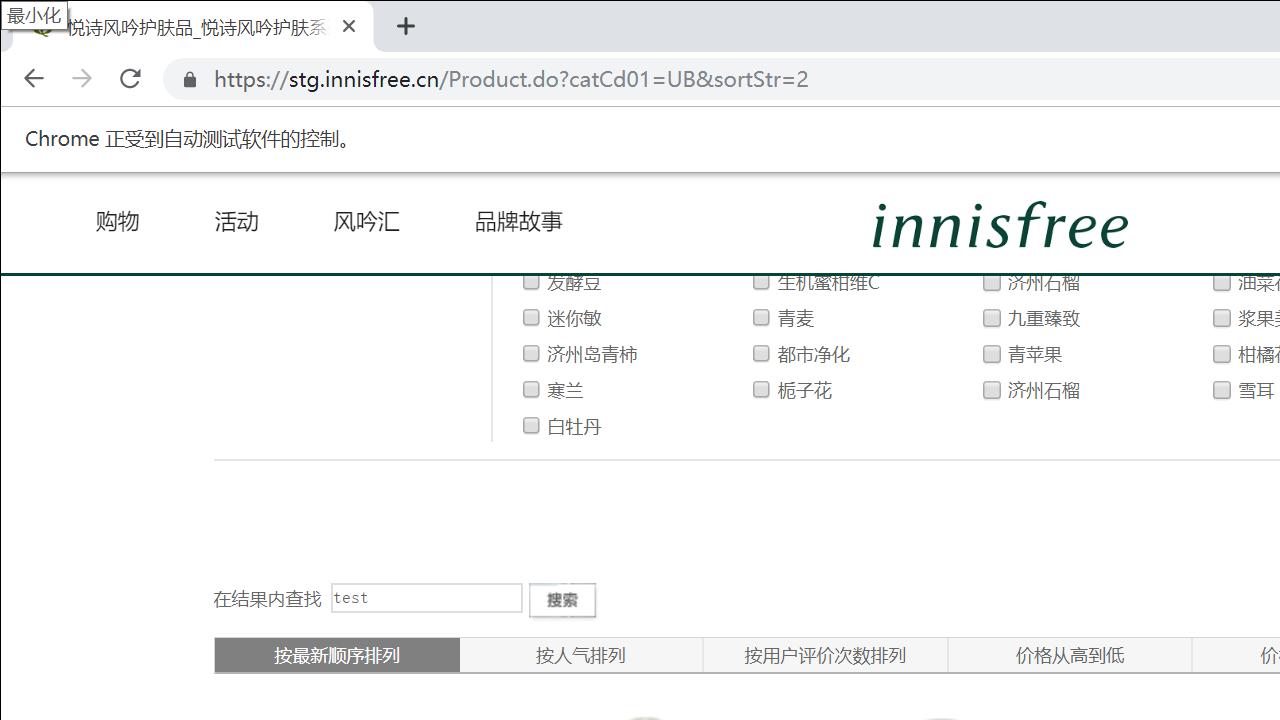 最小化
悦诗风吟护肤品_悦诗风吟护肤系
https://stg.innisfree.cn/Product.do?catCd01=UB&sortStr=2
Chrome 正受到自动测试软件的控制。
购物 活动 风吟汇 品牌故事 innisfree
发酵豆 生机蜜柑维C 济州石榴 油菜花
迷你敏 青麦 九重臻致 浆果
济州岛青柿 都市净化 青苹果 柑橘
寒兰 栀子花 济州石榴 雪耳
白牡丹
在结果内查找 test 搜索
按最新顺序排列 按人气排列 按用户评价次数排列 价格从高到低 价